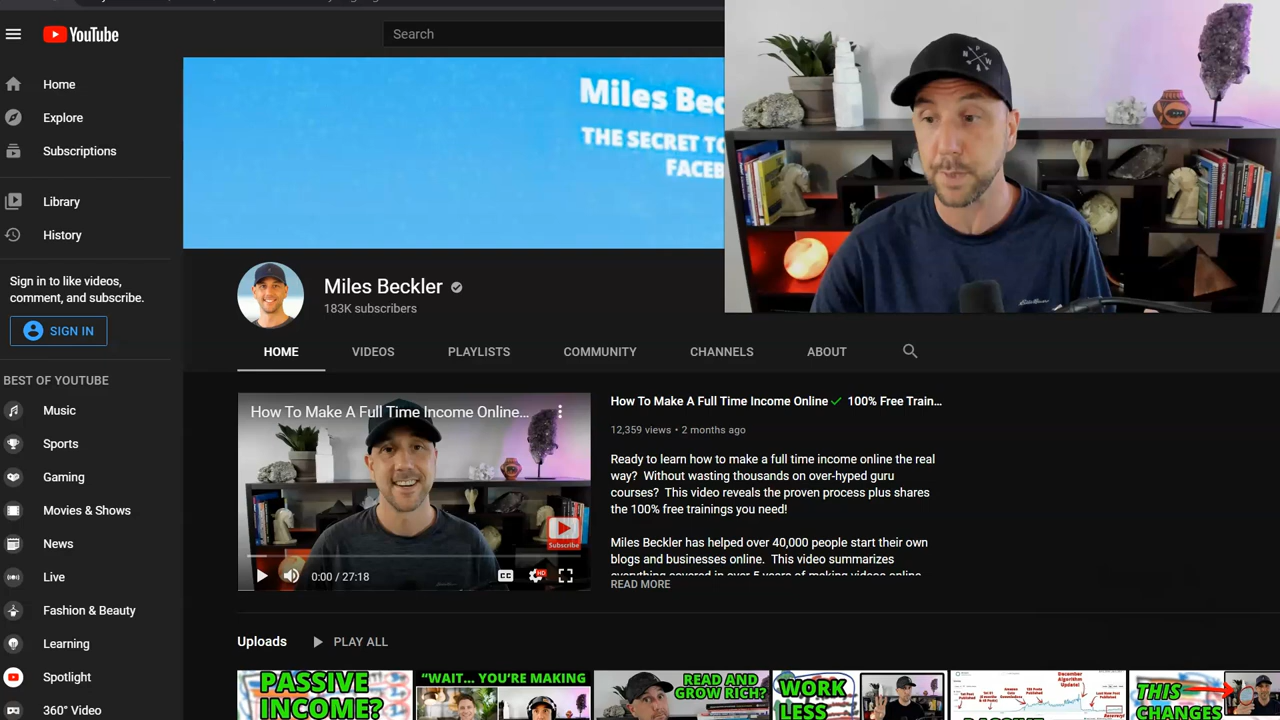 YouTube
Search
Home
Explore
Subscriptions
Library
History
Sign in to like videos,
comment, and subscribe.
SIGN IN
BEST OF YOUTUBE
Music
Sports
Gaming
Movies & Shows
News
Live
Fashion & Beauty
Learning
Spotlight
360° Video
Miles
THE SECRET
Miles Beckler
183K subscribers
HOME
VIDEOS
PLAYLISTS
COMMUNITY
CHANNELS
ABOUT
How To Make A Full Time Income Online...
Subscribe
0:00 / 27:18
CC
HD
How To Make A Full Time Income Online ✓ 100% Free Train...
12,359 views • 2 months ago
Ready to learn how to make a full time income online the real
way? Without wasting thousands on over-hyped guru
courses? This video reveals the proven process plus shares
the 100% free trainings you need!
Miles Beckler has helped over 40,000 people start their own
blogs and businesses online. This video summarizes
READ MORE
Uploads
PLAY ALL
PASSIVE
INCOME?
"WAIT... YOU'RE MAKING
READ AND
GROW RICH?
WORK
LESS
December
Algorithm
Update!
THIS
CHANGES